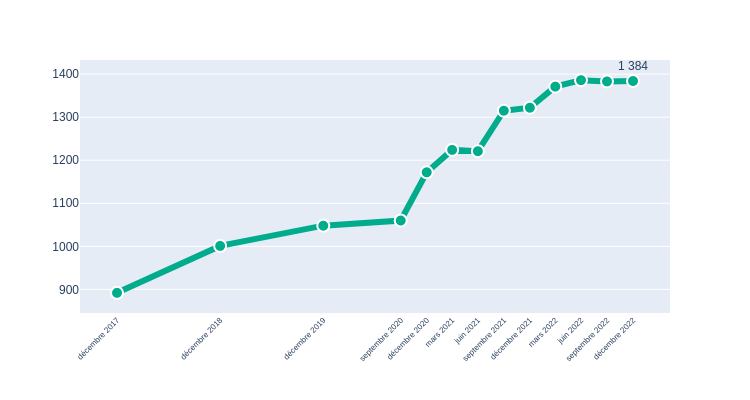 1 384
1400
1300
1200
1100
1000
900
décembre 2017
décembre 2018
décembre 2019
septembre 2020
décembre 2020
mars 2021
juin 2021
septembre 2021
décembre 2021
mars 2022
juin 2022
septembre 2022
décembre 2022